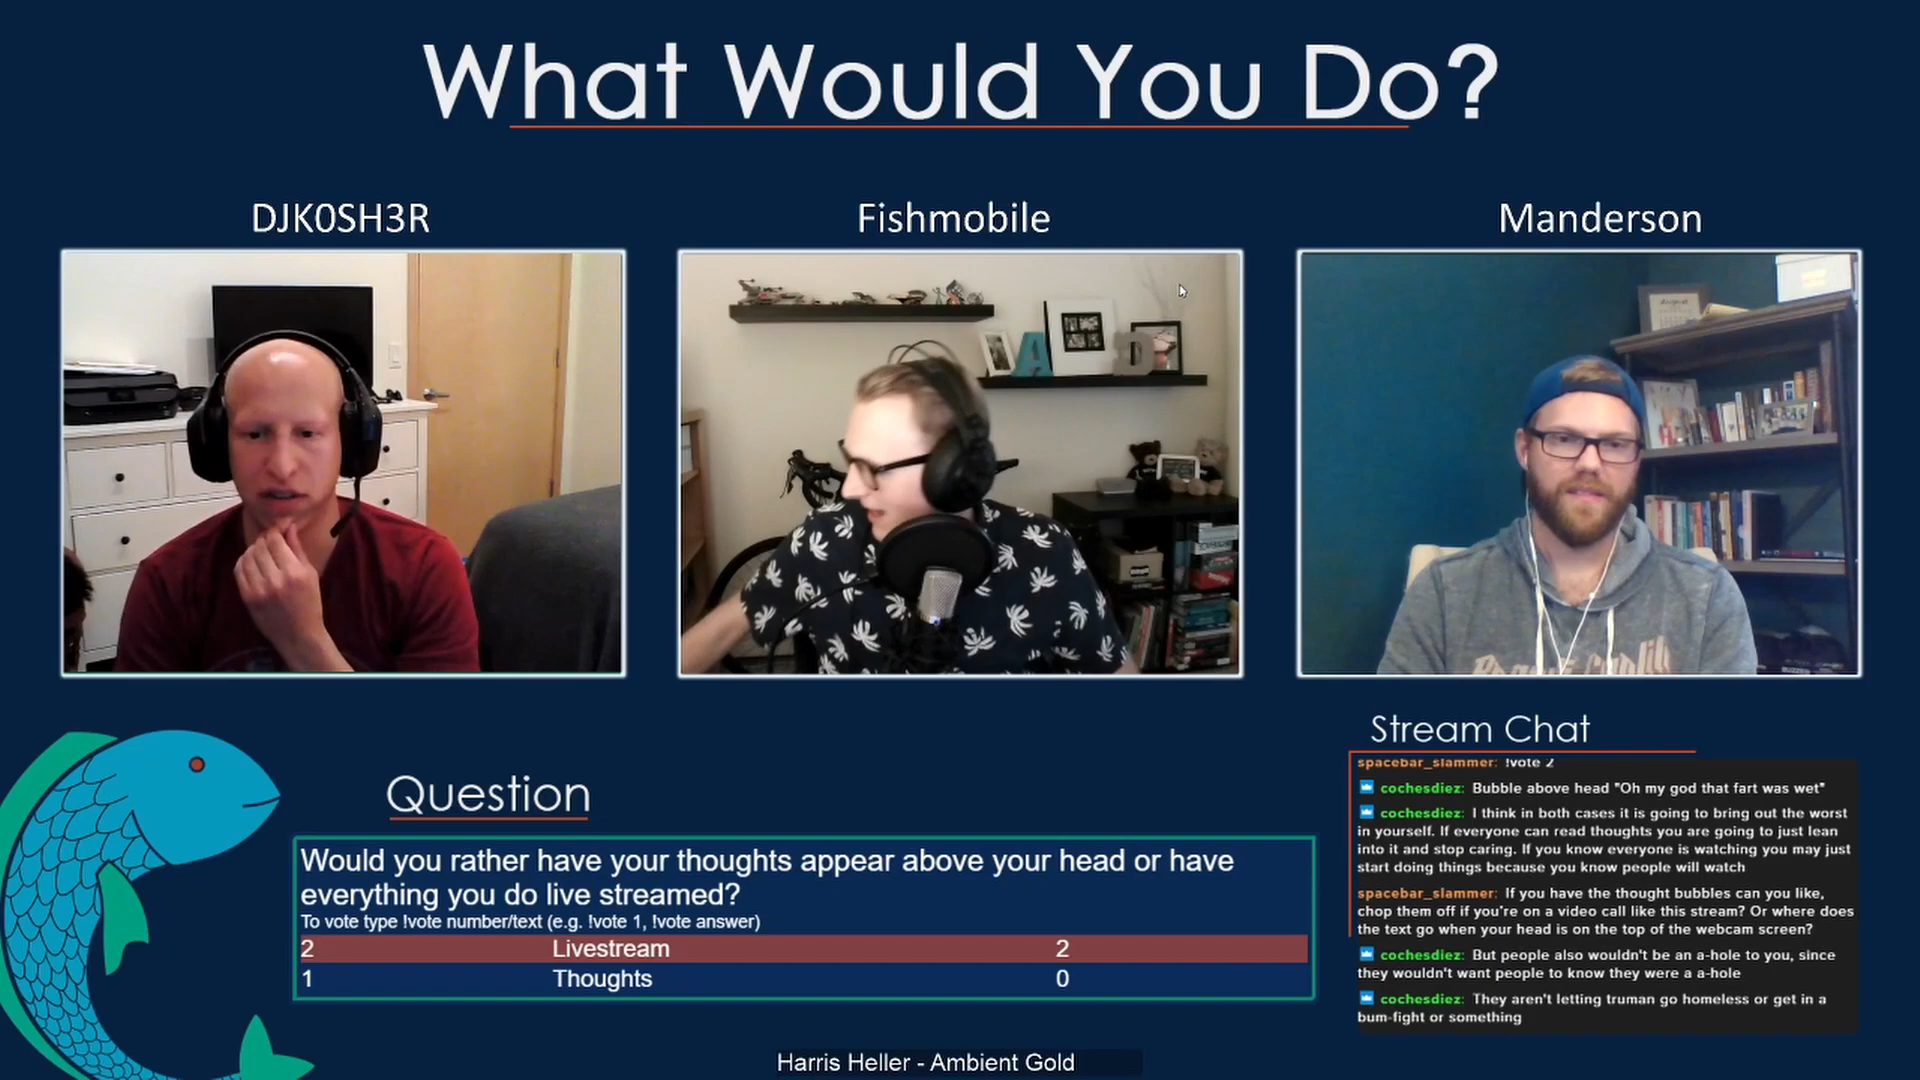 What Would You Do?
DJK0SH3R
Fishmobile
Manderson
Question
Would you rather have your thoughts appear above your head or have
everything you do live streamed?
To vote type !vote number/text (e.g. !vote 1, !vote answer)
2 Livestream 2
1 Thoughts 0
Stream Chat
spacebar_slammer: !vote 2
cochesdiez: Bubble above head "Oh my god that fart was wet"
cochesdiez: I think in both cases it is going to bring out the worst
in yourself. If everyone can read thoughts you are going to just lean
into it and stop caring. If you know everyone is watching you may just
start doing things because you know people will watch
spacebar_slammer: If you have the thought bubbles can you like,
chop them off if you're on a video call like this stream? Or where does
the text go when your head is on the top of the webcam screen?
cochesdiez: But people also wouldn't be an a-hole to you, since
they wouldn't want people to know they were a a-hole
cochesdiez: They aren't letting truman go homeless or get in a
bum-fight or something
Harris Heller - Ambient Gold